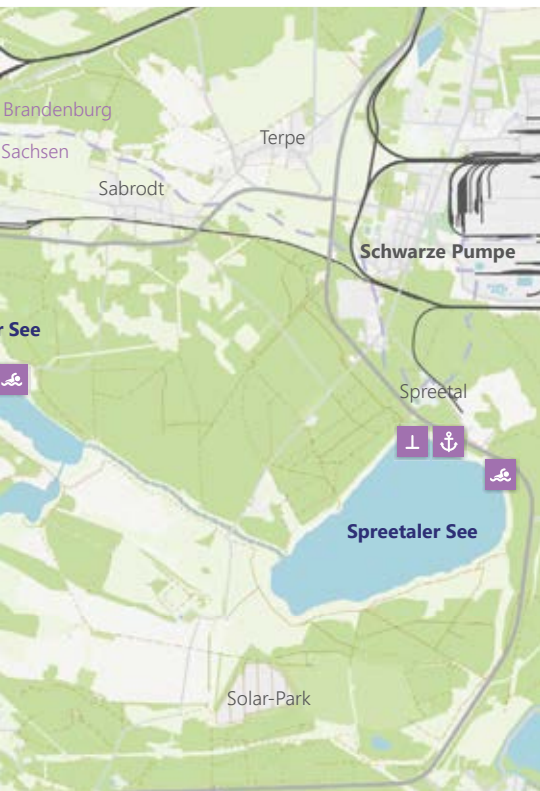 Brandenburg
Terpe
Sachsen
Sabrodt
Schwarze Pumpe
r See
Spreetal
Spreetaler See
Solar-Park